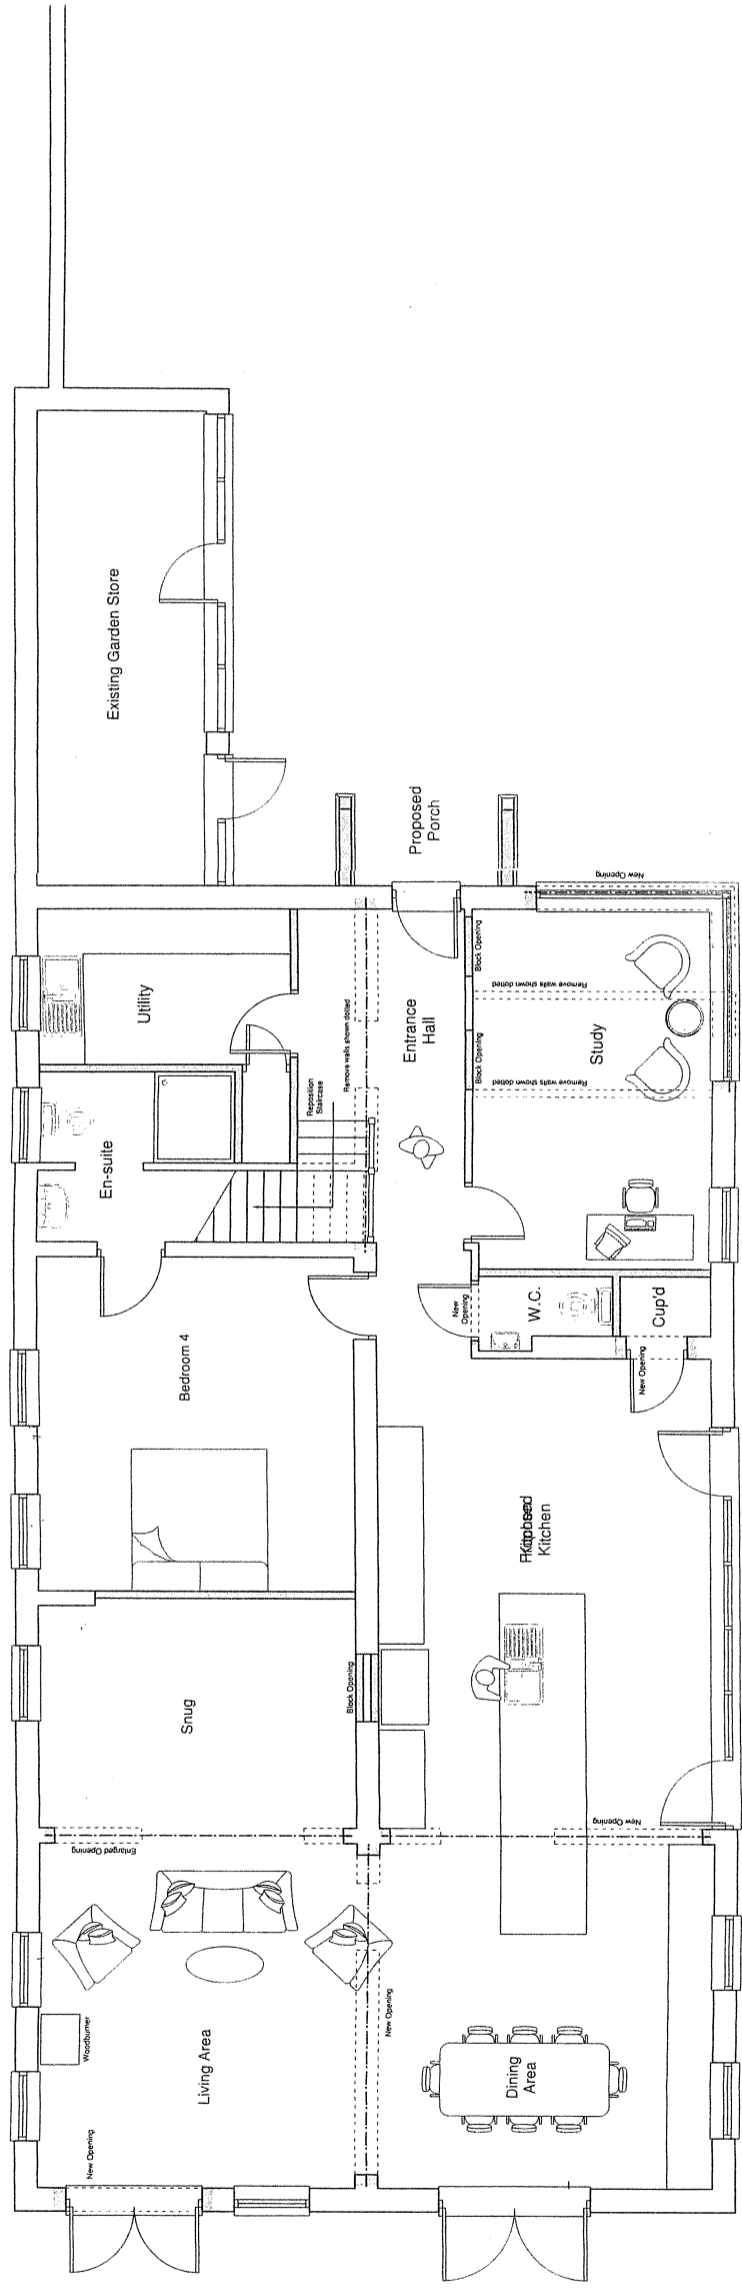 Existing Garden Store
Proposed
Porch
New Opening
Utility
Entrance
Hall
Block Opening
Remove walls shown dotted
Study
Block Opening
Remove walls shown dotted
Reposition
Staircase
Remove walls shown dotted
En-suite
Bedroom 4
New
Opening
W.C.
Cup'd
New Opening
Proposed
Kitchen
Kitchen
Snug
Block Opening
Enlarged Opening
New Opening
Woodburner
Living Area
New Opening
New Opening
Dining
Area